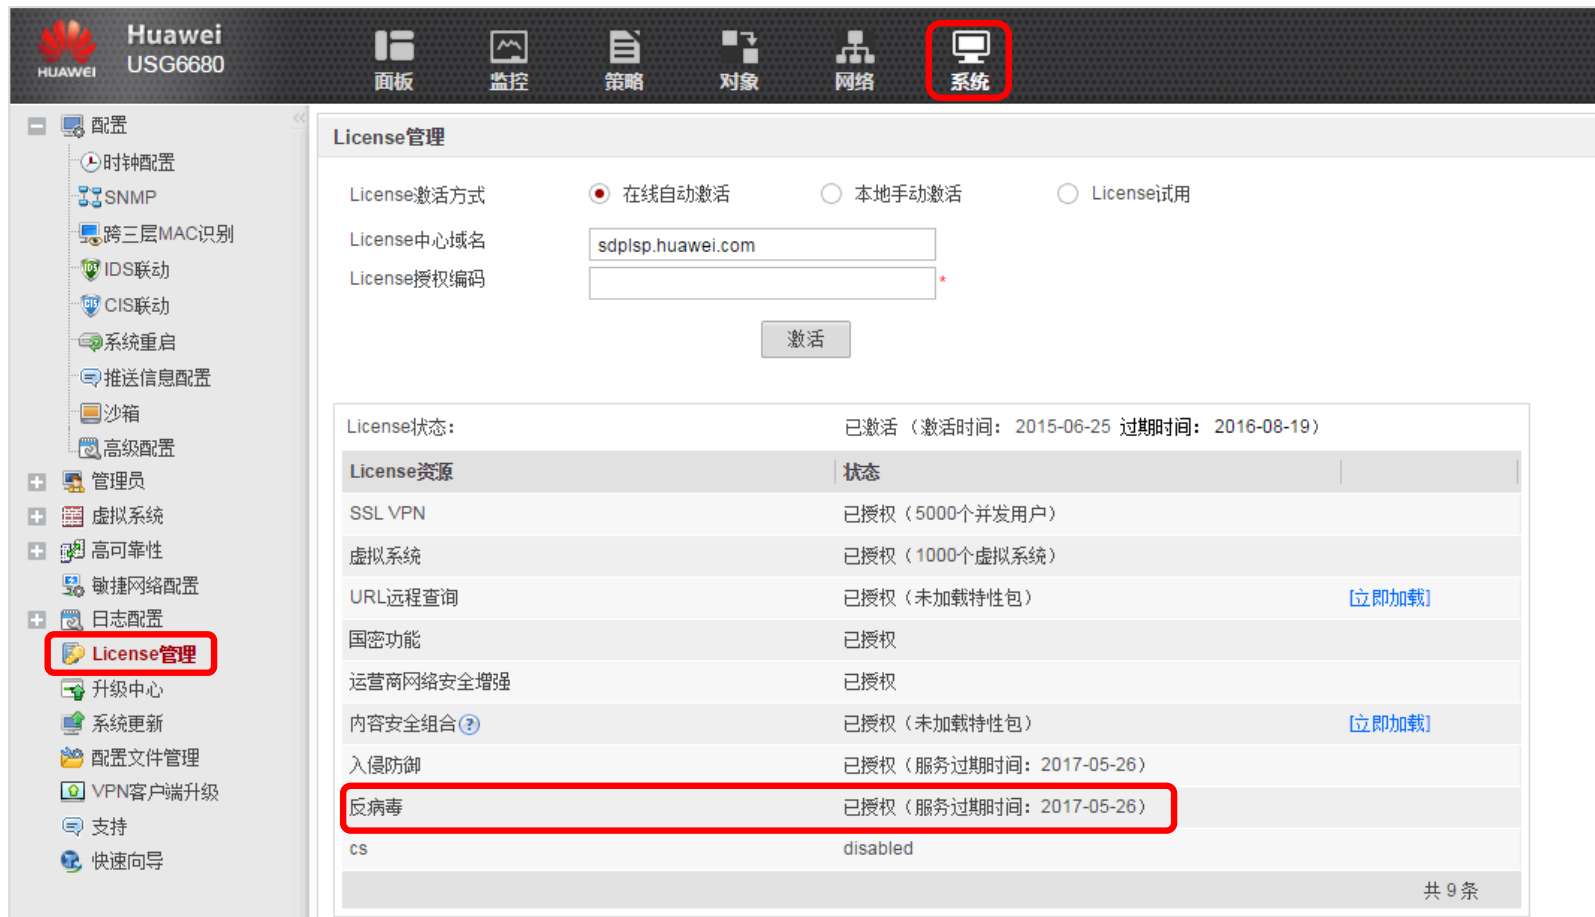 Huawei
USG6680
HUAWEI
面板
监控
策略
对象
网络
系统
配置
时钟配置
SNMP
跨三层MAC识别
IDS联动
CIS联动
系统重启
推送信息配置
沙箱
高级配置
管理员
虚拟系统
高可靠性
敏捷网络配置
日志配置
License管理
升级中心
系统更新
配置文件管理
VPN客户端升级
支持
快速向导
License管理
License激活方式 在线自动激活 本地手动激活 License试用
License中心域名 sdplsp.huawei.com
License授权编码 *
激活
License状态： 已激活（激活时间： 2015-06-25 过期时间： 2016-08-19）
License资源 状态
SSL VPN 已授权（5000个并发用户）
虚拟系统 已授权（1000个虚拟系统）
URL远程查询 已授权（未加载特性包） [立即加载]
国密功能 已授权
运营商网络安全增强 已授权
内容安全组合 ? 已授权（未加载特性包） [立即加载]
入侵防御 已授权（服务过期时间：2017-05-26）
反病毒 已授权（服务过期时间：2017-05-26）
cs disabled
共 9 条